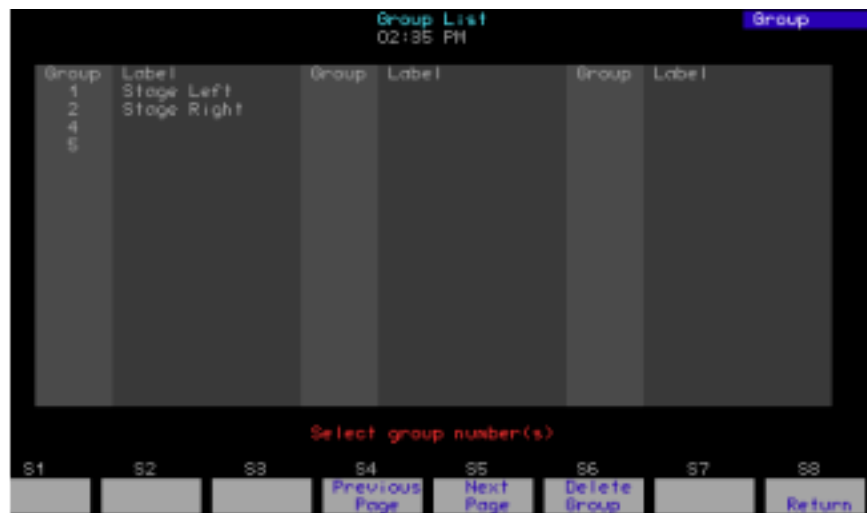 Group List
Group
02:35 PM
Group Label Group Label Group Label
1 Stage Left
2 Stage Right
4
5
Select group number(s)
S1 S2 S3 S4 S5 S6 S7 S8
Previous Page
Next Page
Delete Group
Return